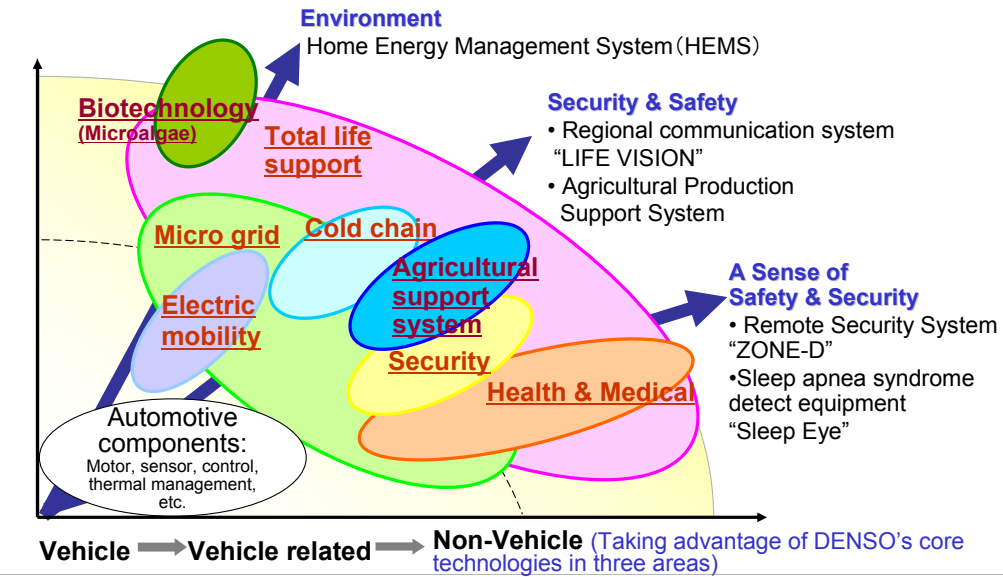 Environment
Home Energy Management System（HEMS）
Security & Safety
• Regional communication system
“LIFE VISION”
• Agricultural Production
Support System
Biotechnology
(Microalgae)
Total life
support
Micro grid
Cold chain
Agricultural
support
system
Electric
mobility
Security
Health & Medical
A Sense of
Safety & Security
• Remote Security System
“ZONE-D”
•Sleep apnea syndrome
detect equipment
“Sleep Eye”
Automotive
components:
Motor, sensor, control,
thermal management,
etc.
Vehicle
Vehicle related
Non-Vehicle (Taking advantage of DENSO’s core
technologies in three areas)